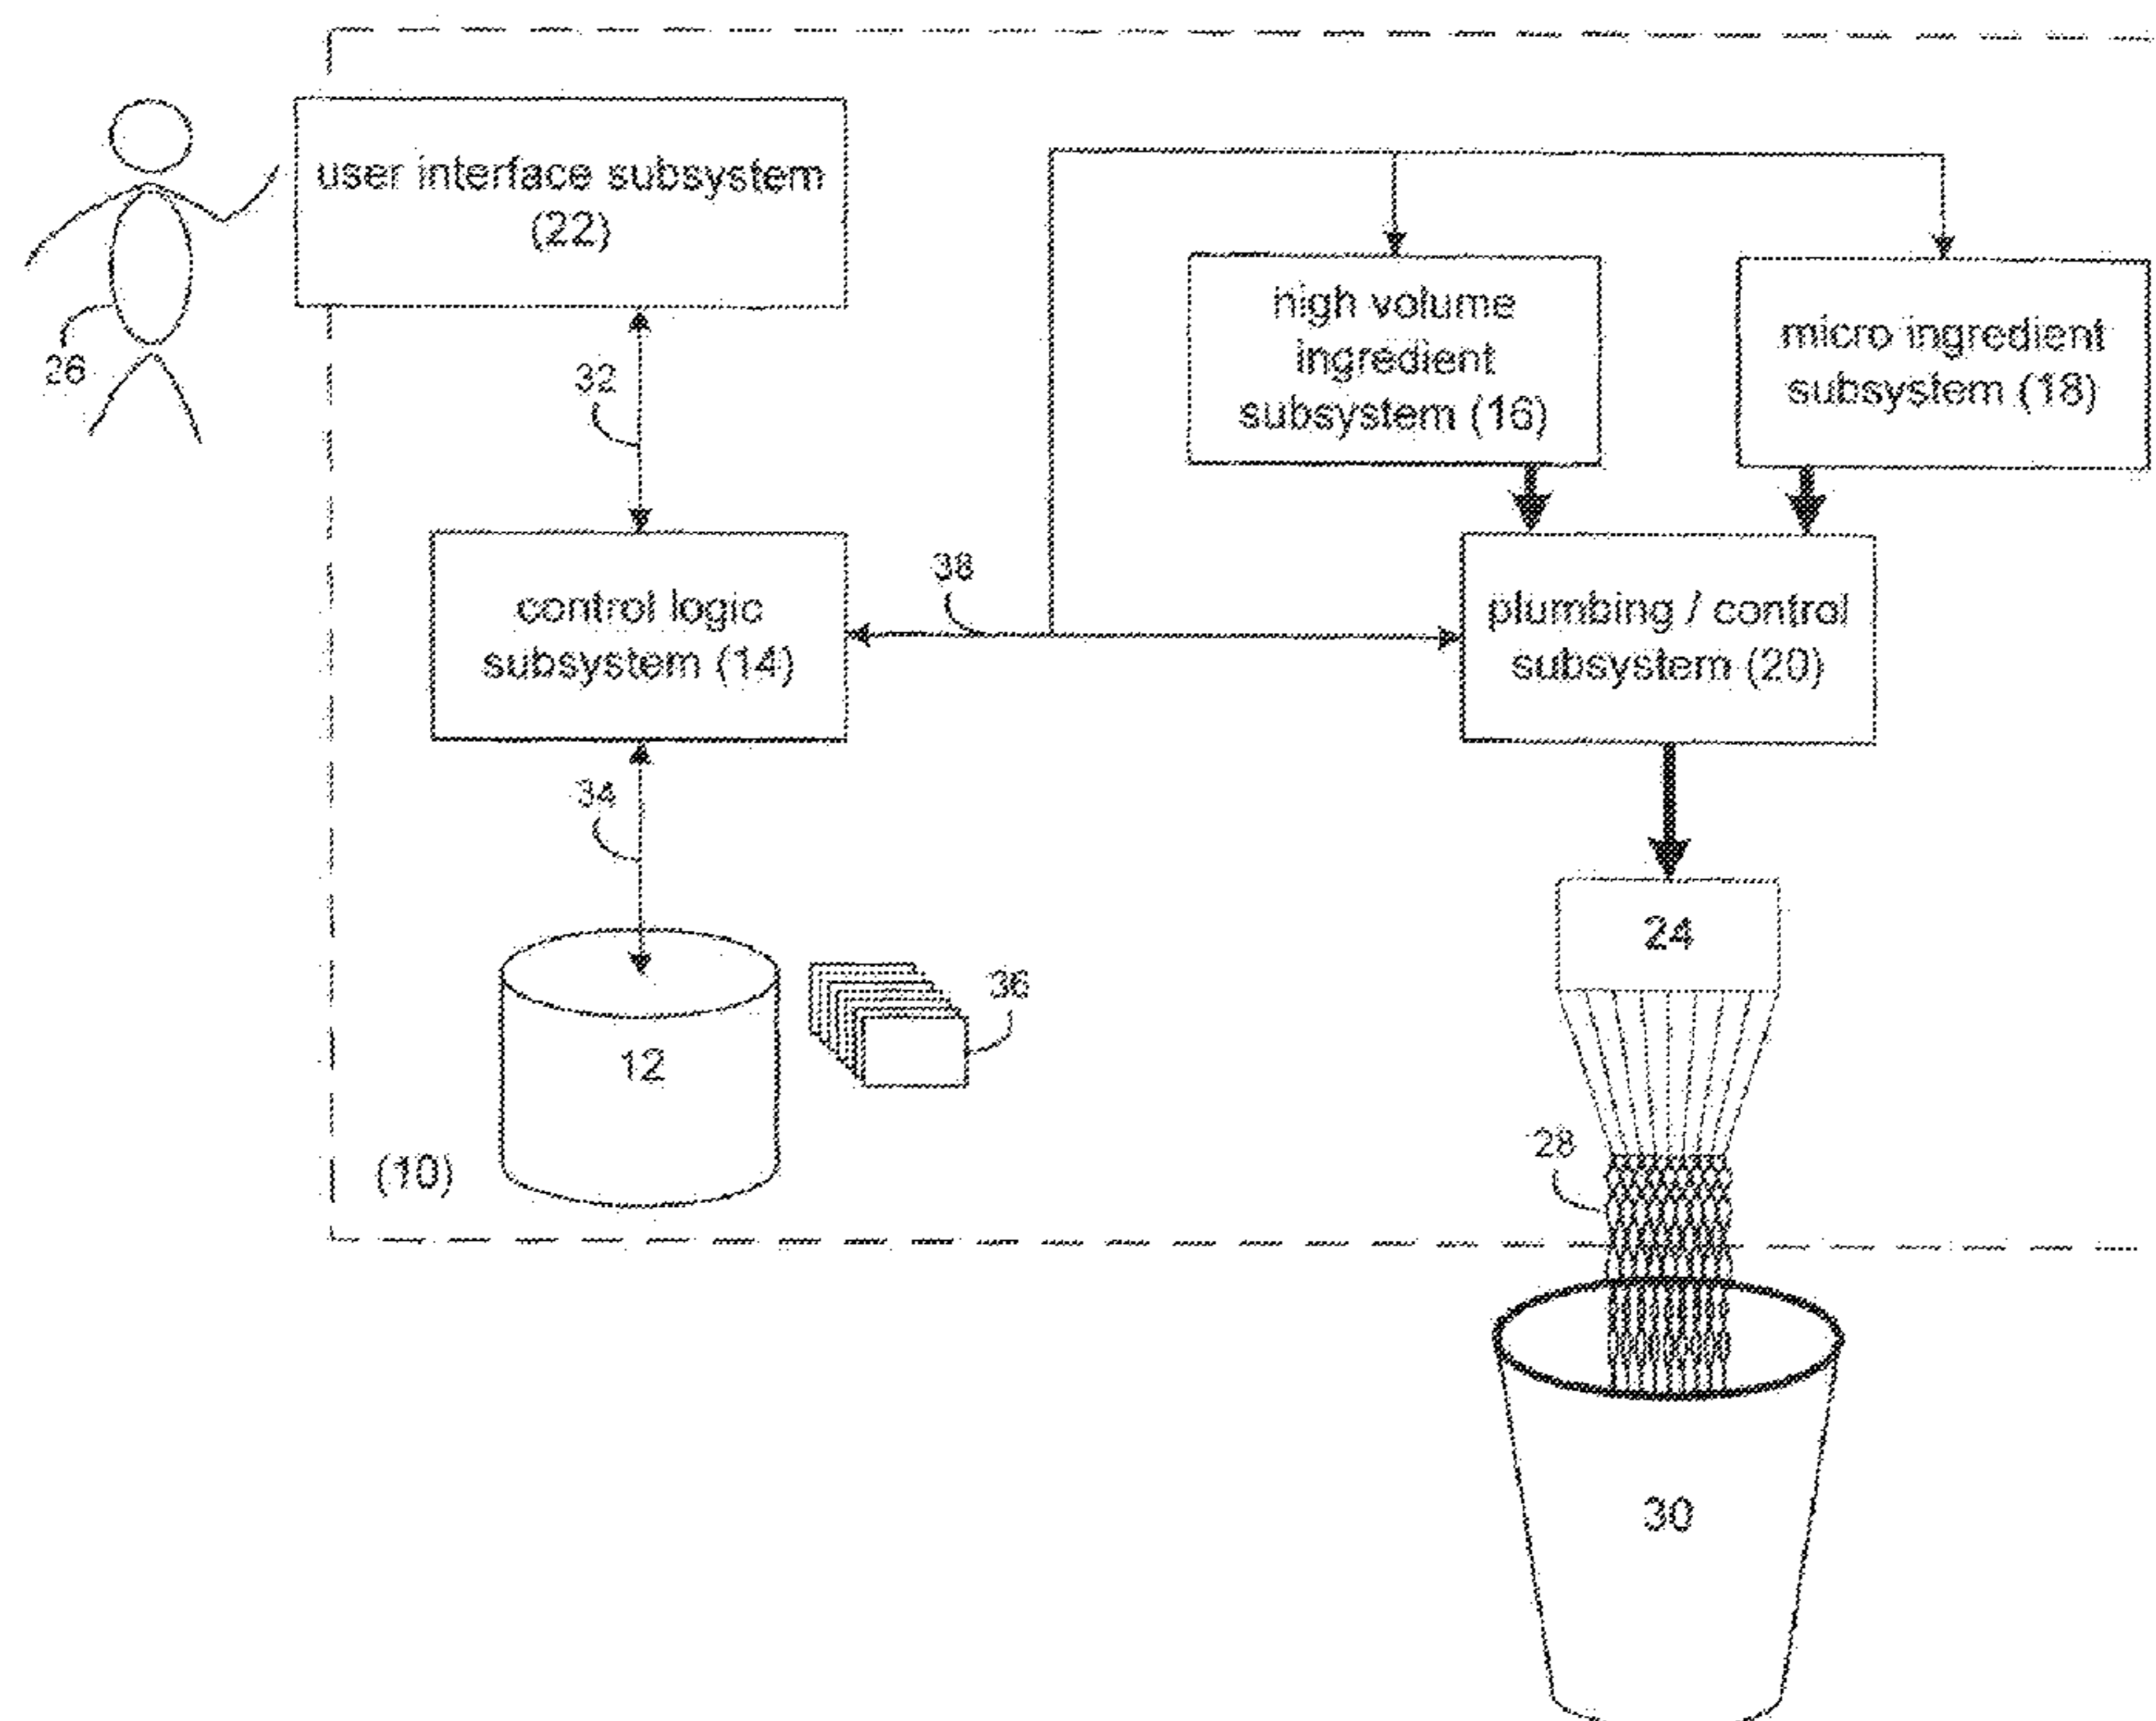 user interface subsystem
(22)
26
32
high volume
ingredient
subsystem (16)
micro ingredient
subsystem (18)
control logic
subsystem (14)
38
plumbing / control
subsystem (20)
34
24
12
36
(10)
28
30